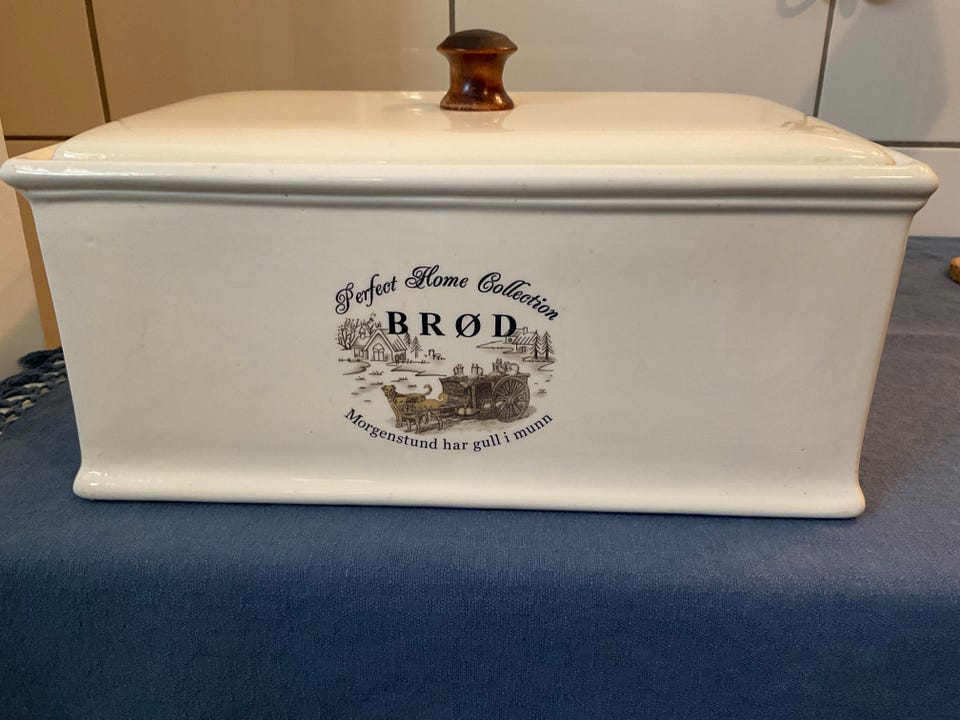 Perfect Home Collection
BRØD
Morgenstund har gull i munn